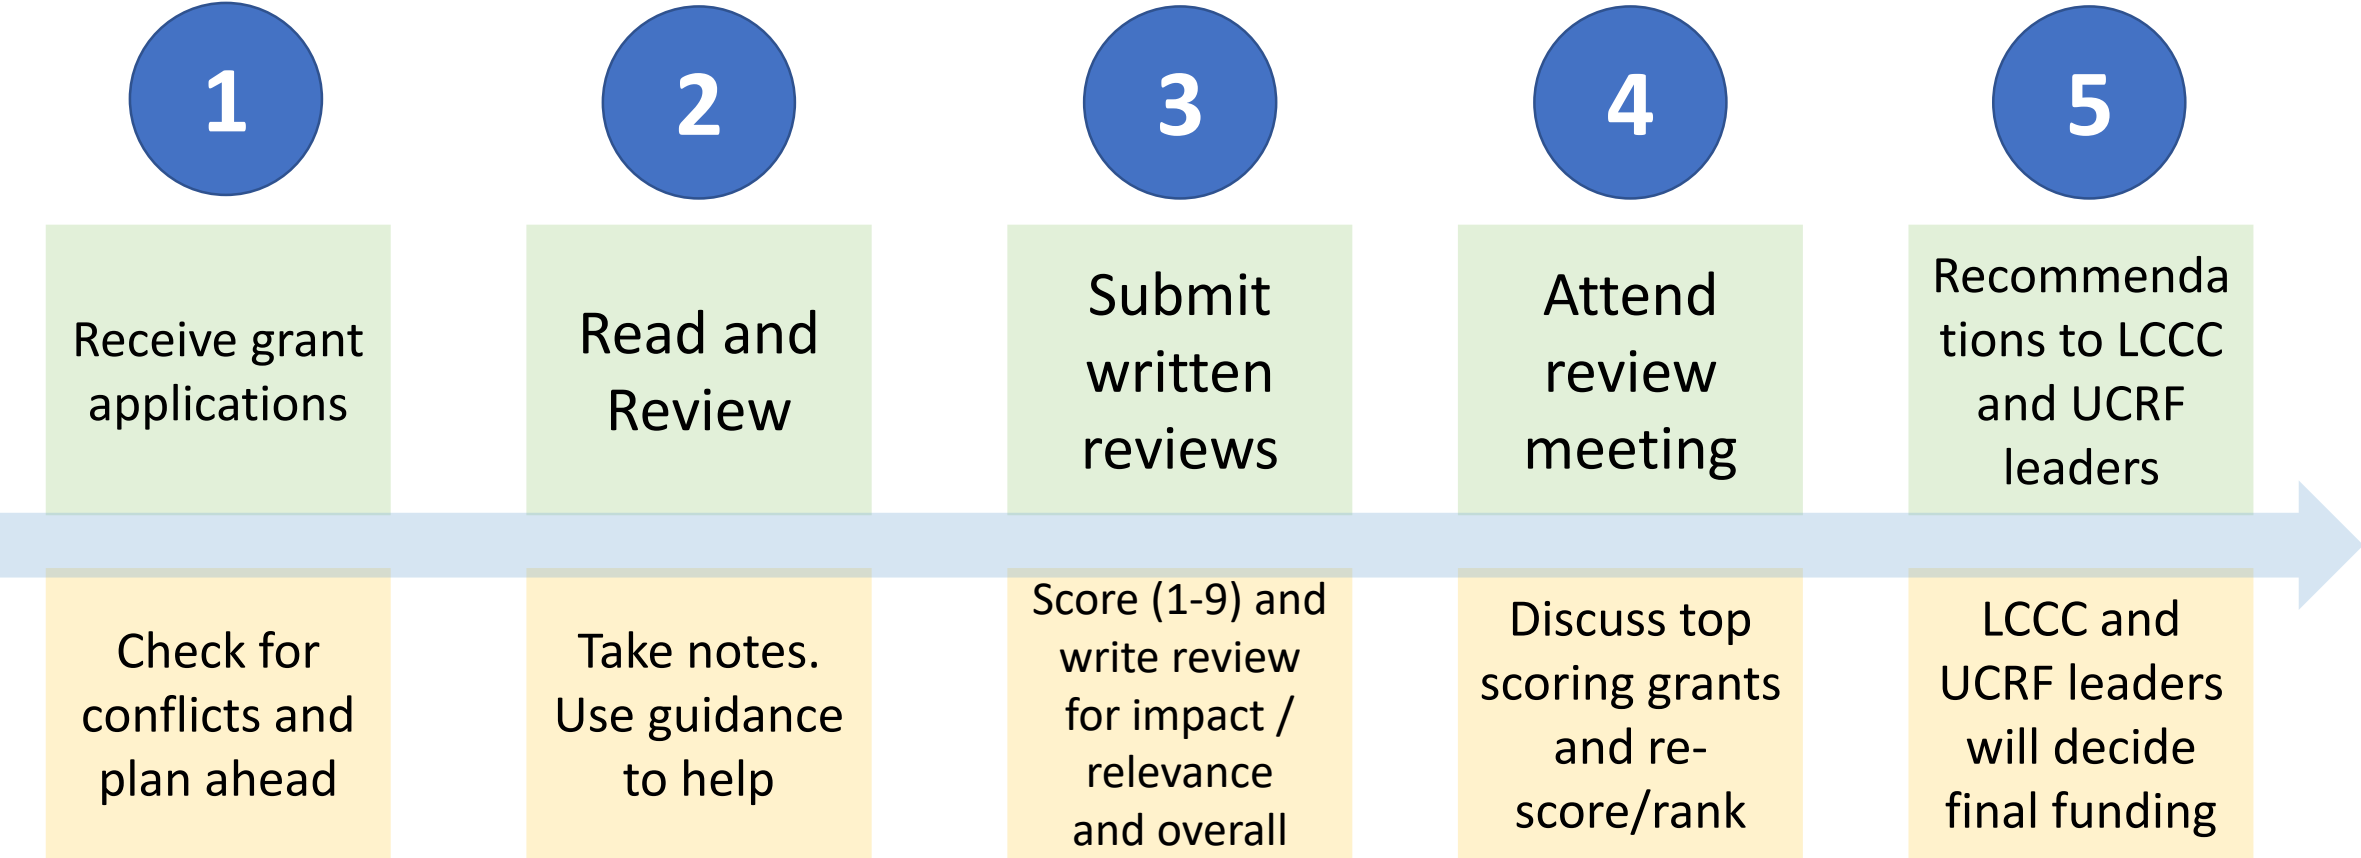 1
Receive grant
applications
Check for
conflicts and
plan ahead
2
Read and
Review
Take notes.
Use guidance
to help
3
Submit
written
reviews
Score (1-9) and
write review
for impact /
relevance
and overall
4
Attend
review
meeting
Discuss top
scoring grants
and re-
score/rank
5
Recommenda
tions to LCCC
and UCRF
leaders
LCCC and
UCRF leaders
will decide
final funding